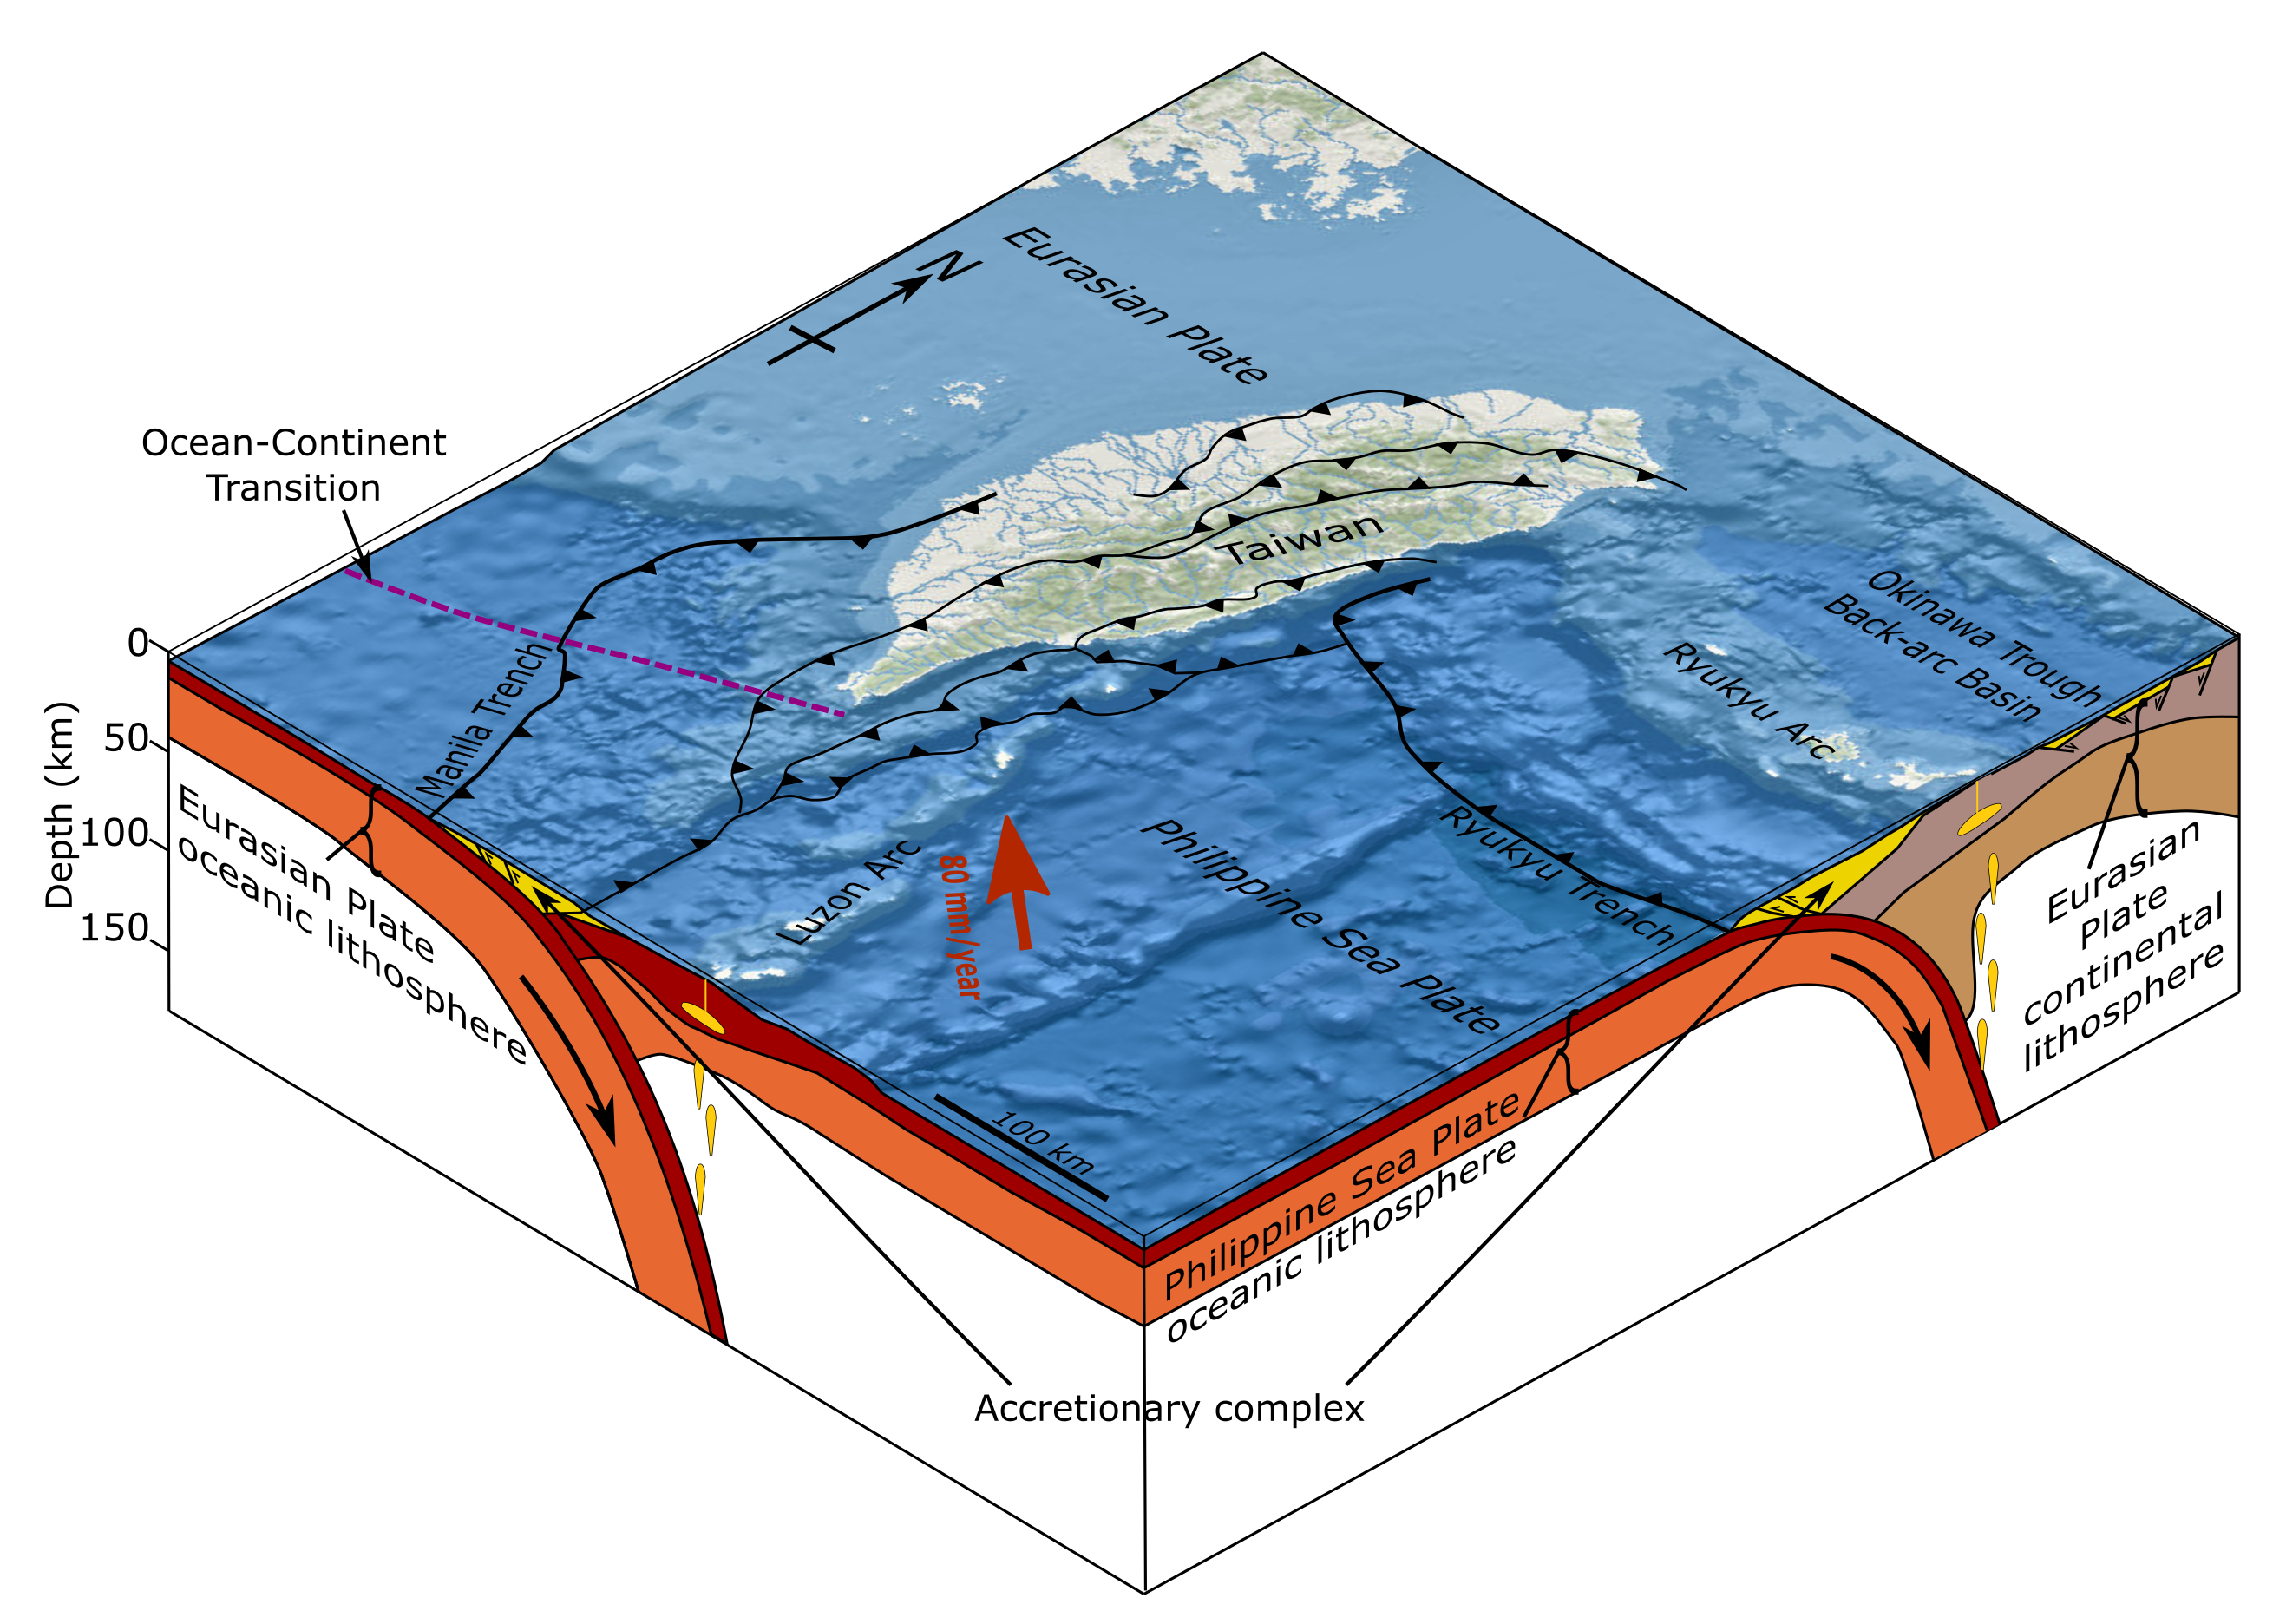 N
Eurasian Plate
Ocean-Continent
Transition
Taiwan
Okinawa Trough
Back-arc Basin
Ryukyu Arc
Manila Trench
Depth (km)
0
50
100
150
Eurasian Plate
oceanic lithosphere
Luzon Arc
80 mm/year
Philippine Sea Plate
Ryukyu Trench
Eurasian
Plate
continental
lithosphere
100 km
Philippine Sea Plate
oceanic lithosphere
Accretionary complex